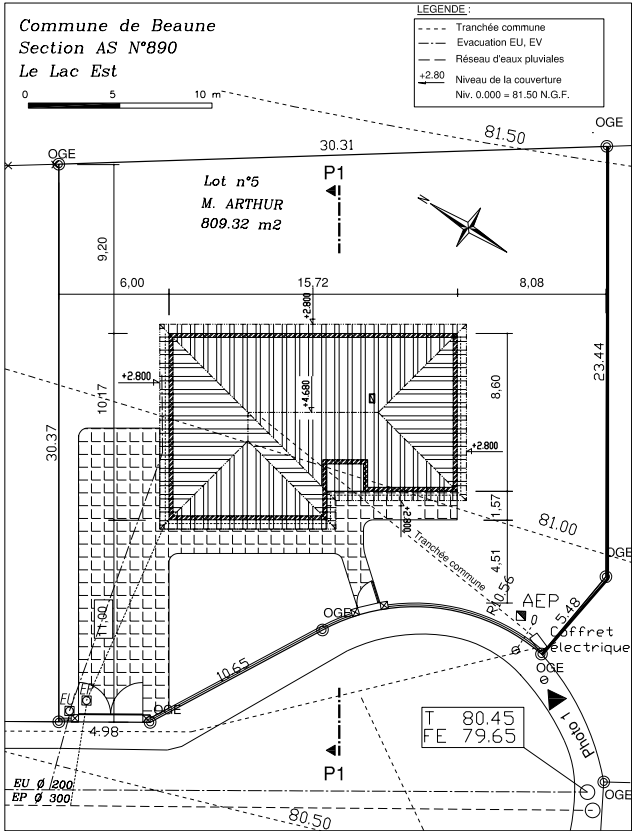 Commune de Beaune
Section AS N°890
Le Lac Est
0 5 10 m
LEGENDE :
Tranchée commune
Evacuation EU, EV
Réseau d'eaux pluviales
+2.80 Niveau de la couverture
Niv. 0.000 = 81.50 N.G.F.
OGE
81.50
OGE
30.31
Lot n°5
M. ARTHUR
809.32 m2
P1
N
9,20
6,00
15,72
8,08
+2.800
+2.800
+4.680
10,17
8,60
23.44
30.37
+2.800
+2.800
1,57
81.00
Tranchée commune
4,51
OGE
R10.56
AEP
5.48
11.00
OGE
Coffret
électrique
10.65
OGE
EU
EP
OGE
4.98
T 80.45
FE 79.65
Photo 1
P1
EU Ø 200
EP Ø 300
80.50
OGE